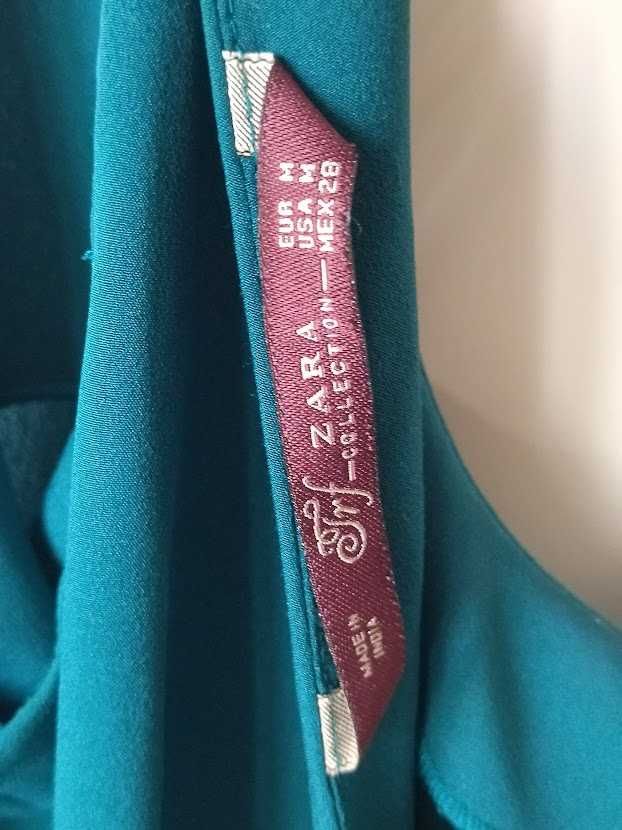 Trf
ZARA
—COLLECTION—
EUR M
USA M
MEX 28
MADE IN
INDIA